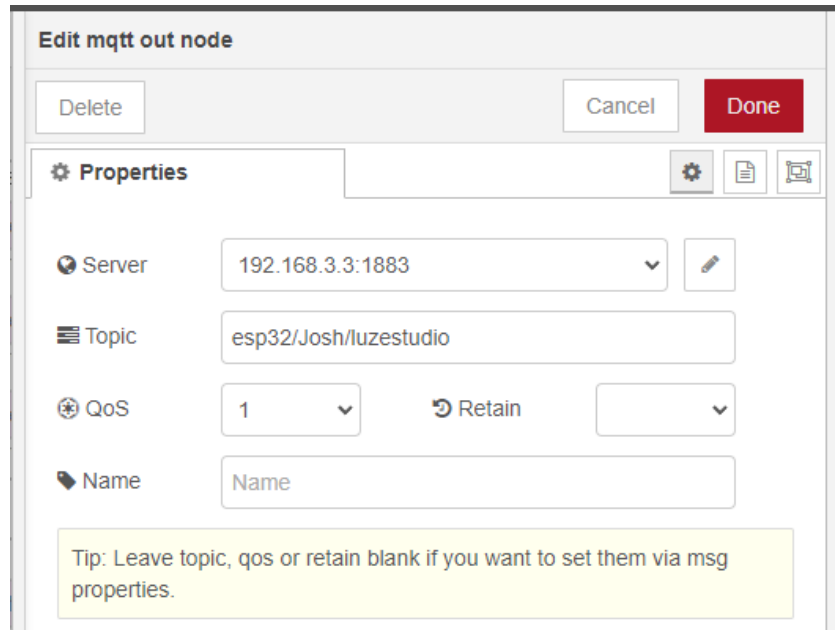 Edit mqtt out node
Delete
Cancel
Done
Properties
Server
192.168.3.3:1883
Topic
esp32/Josh/luzestudio
QoS
1
Retain
Name
Name
Tip: Leave topic, qos or retain blank if you want to set them via msg
properties.